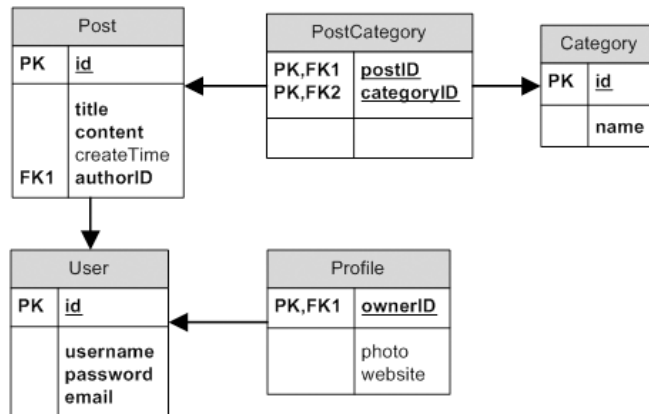 Post
PK id
title
content
createTime
FK1 authorID
PostCategory
PK,FK1 postID
PK,FK2 categoryID
Category
PK id
name
User
PK id
username
password
email
Profile
PK,FK1 ownerID
photo
website